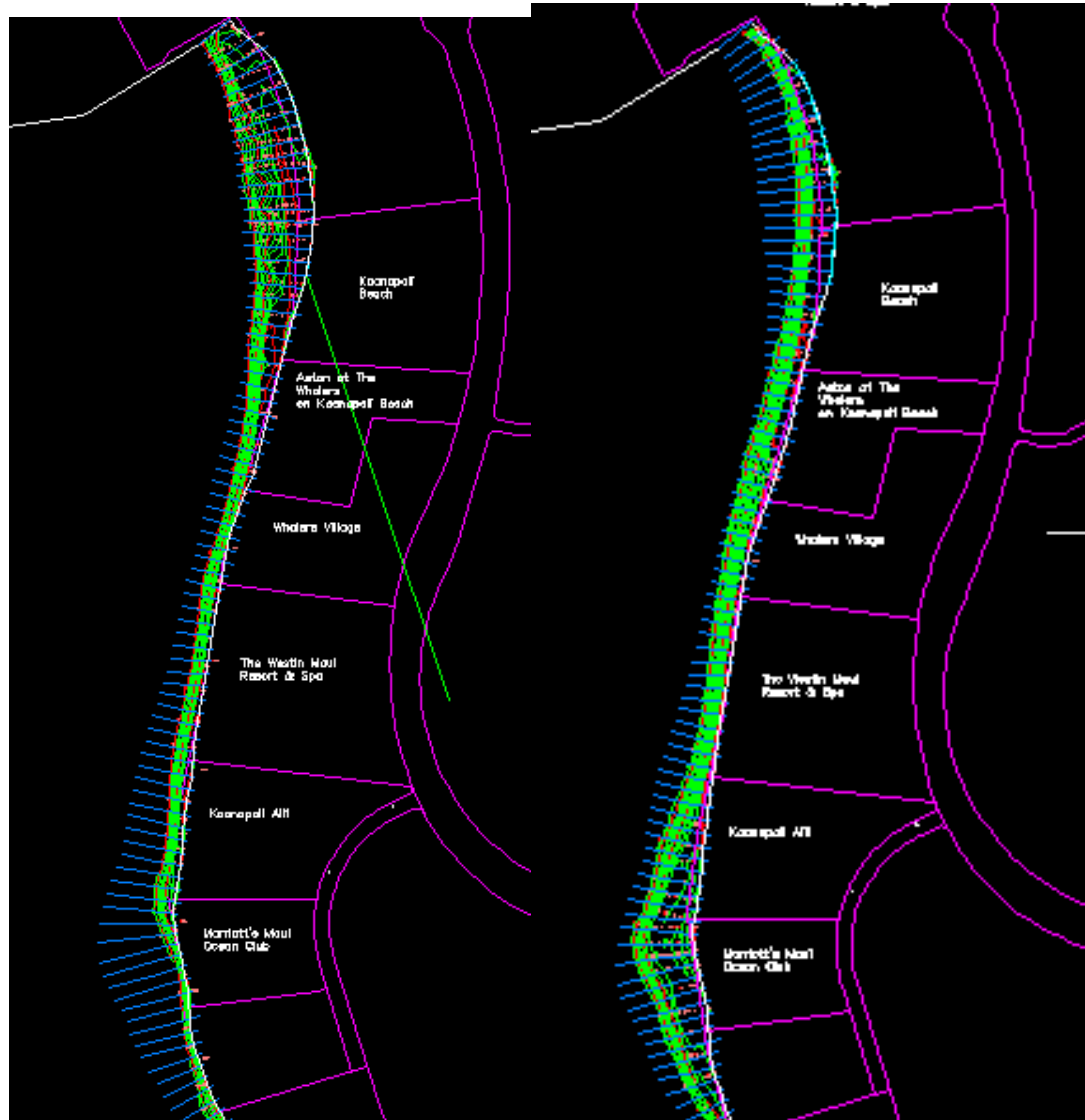 Kaanapali
Beach
Aston at The
Whalers
on Kaanapali Beach
Whalers Village
The Westin Maui
Resort & Spa
Kaanapali Alii
Marriott's Maui
Ocean Club
Resort & Spa
Kaanapali
Beach
Aston at The
Whalers
on Kaanapali Beach
Whalers Village
The Westin Maui
Resort & Spa
Kaanapali Alii
Marriott's Maui
Ocean Club